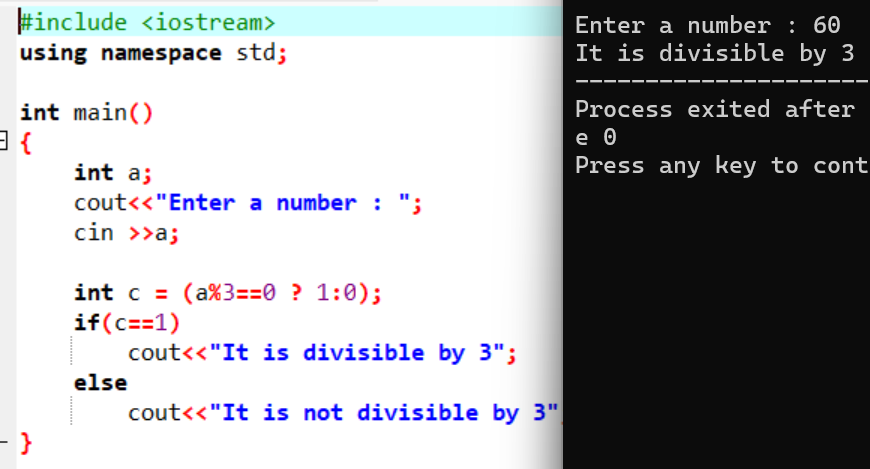 #include <iostream>
using namespace std;
int main()
{
int a;
cout<<"Enter a number : ";
cin >>a;
int c = (a%3==0 ? 1:0);
if(c==1)
cout<<"It is divisible by 3";
else
cout<<"It is not divisible by 3"
}
Enter a number : 60
It is divisible by 3
---------------------
Process exited after
e 0
Press any key to cont